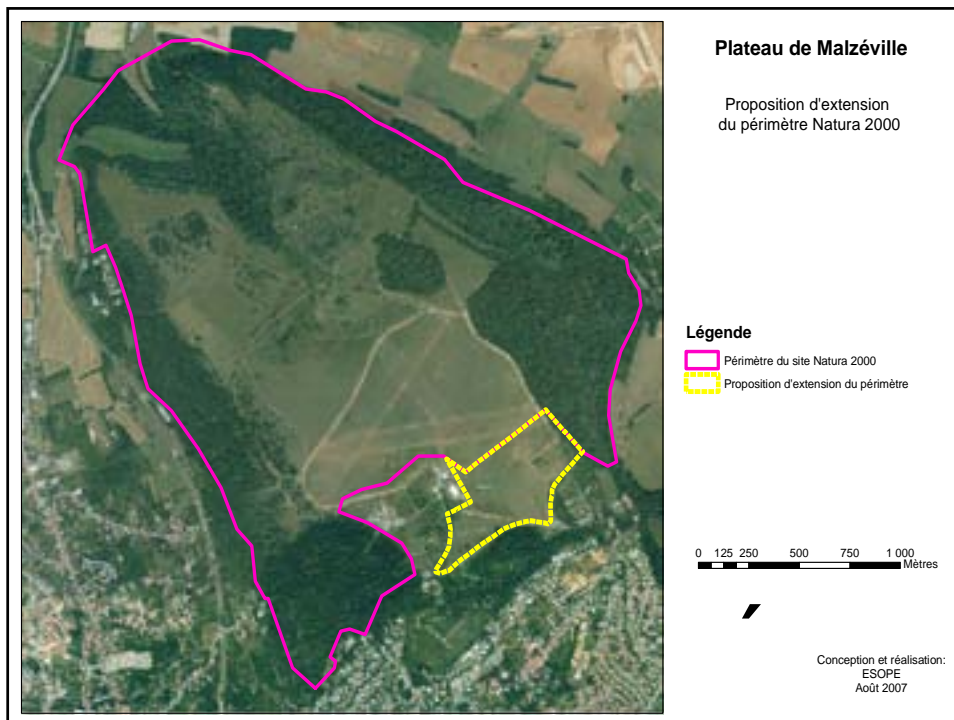 Plateau de Malzéville
Proposition d'extension
du périmètre Natura 2000
Légende
Périmètre du site Natura 2000
Proposition d'extension du périmètre
0 125 250 500 750 1 000
Mètres
Conception et réalisation:
ESOPE
Août 2007